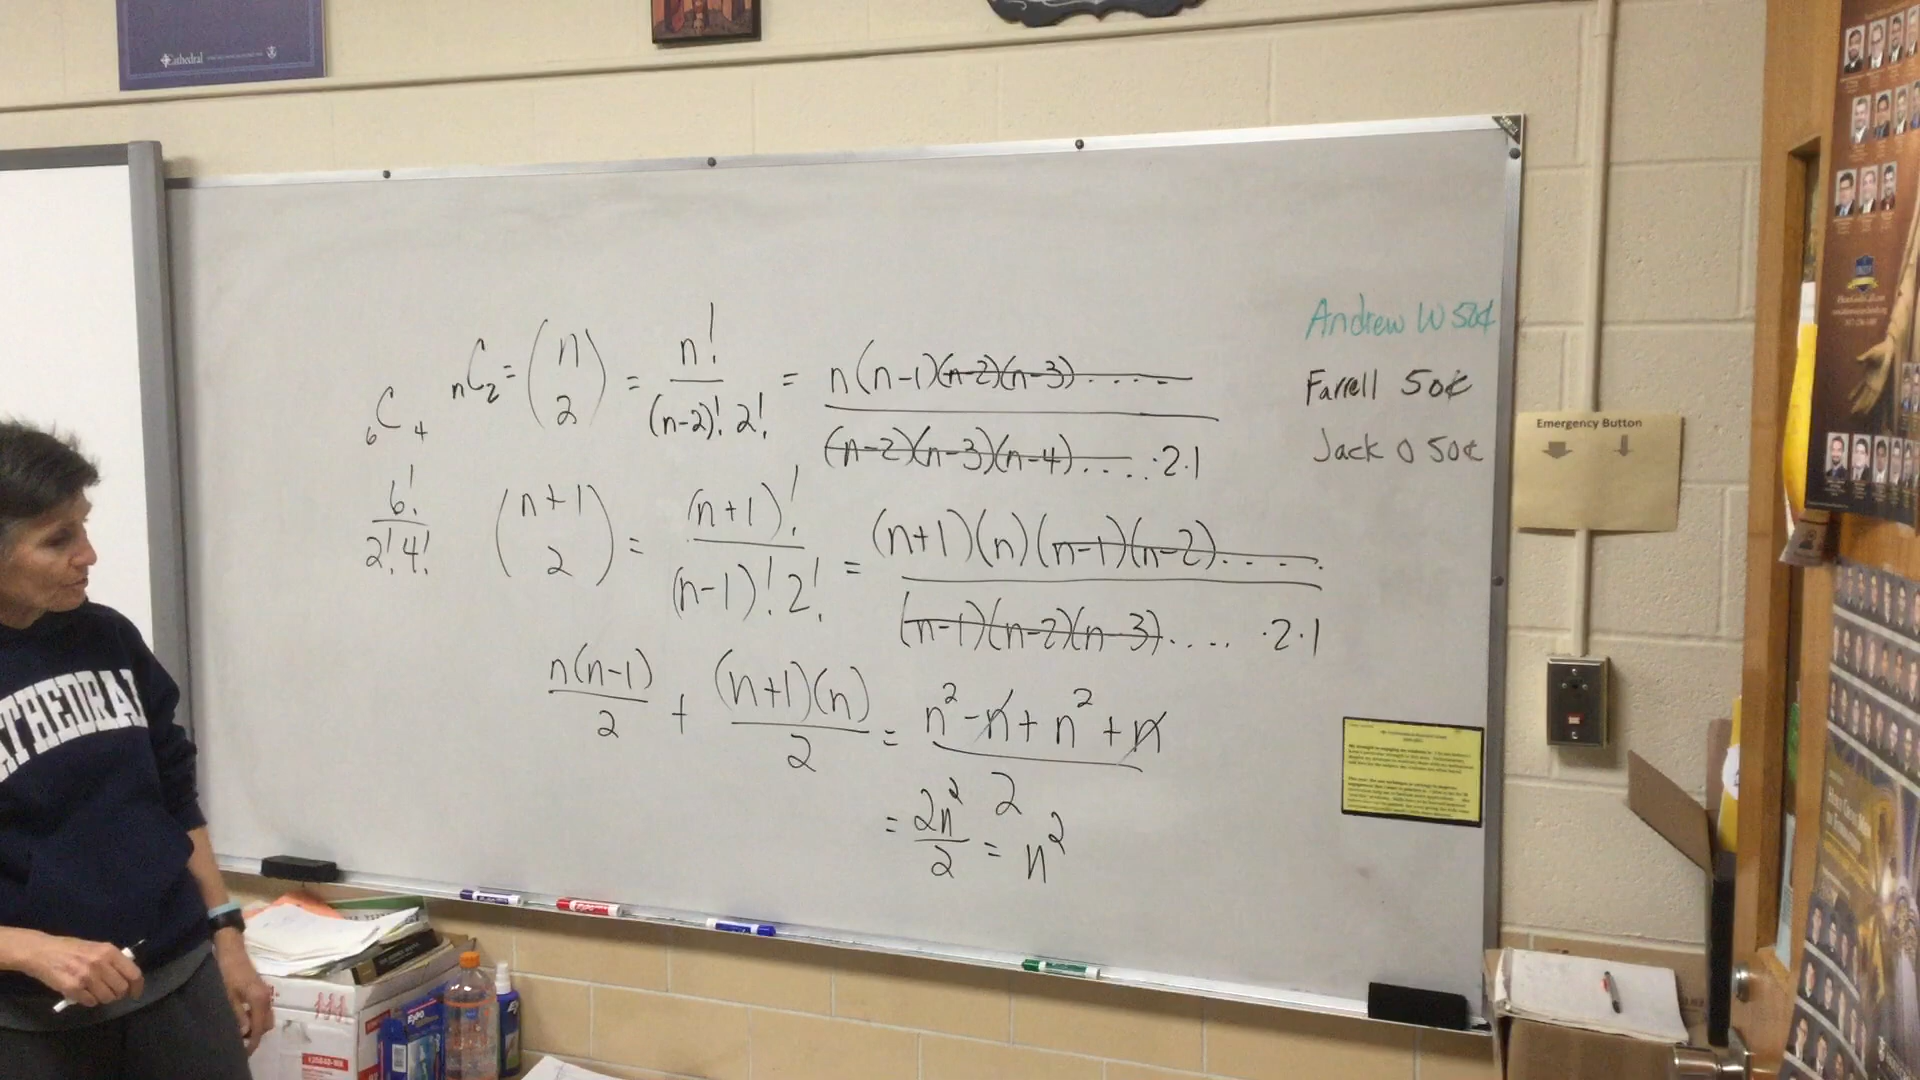 Cathedral
₆C₄
ₙC₂ = (n 2) = n! / (n-2)! 2! = n(n-1)(n-2)(n-3)..... / (n-2)(n-3)(n-4).... ·2·1
6! / 2! 4!
(n+1 2) = (n+1)! / (n-1)! 2! = (n+1)(n)(n-1)(n-2)..... / (n-1)(n-2)(n-3).... ·2·1
n(n-1) / 2 + (n+1)(n) / 2 = n² - n + n² + n / 2
= 2n² / 2 = n²
Andrew W 50¢
Farrell 50¢
Jack O 50¢
Emergency Button
CATHEDRAL
EXPO